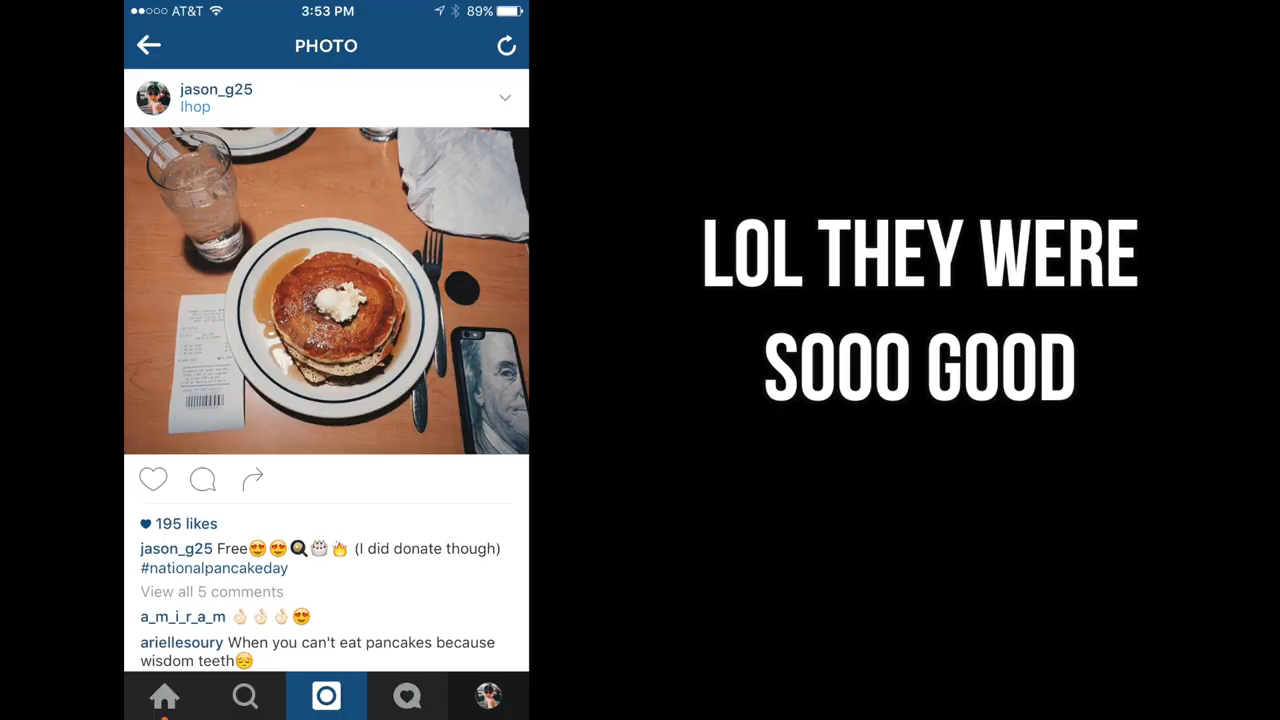 AT&T 3:53 PM 89%
PHOTO
jason_g25
Ihop
195 likes
jason_g25 Free😍😍🍳🎂🔥 (I did donate though)
#nationalpancakeday
View all 5 comments
a_m_i_r_a_m 👌🏻👌🏻👌🏻😍
ariellesoury When you can't eat pancakes because
wisdom teeth😔
LOL THEY WERE
SOOO GOOD